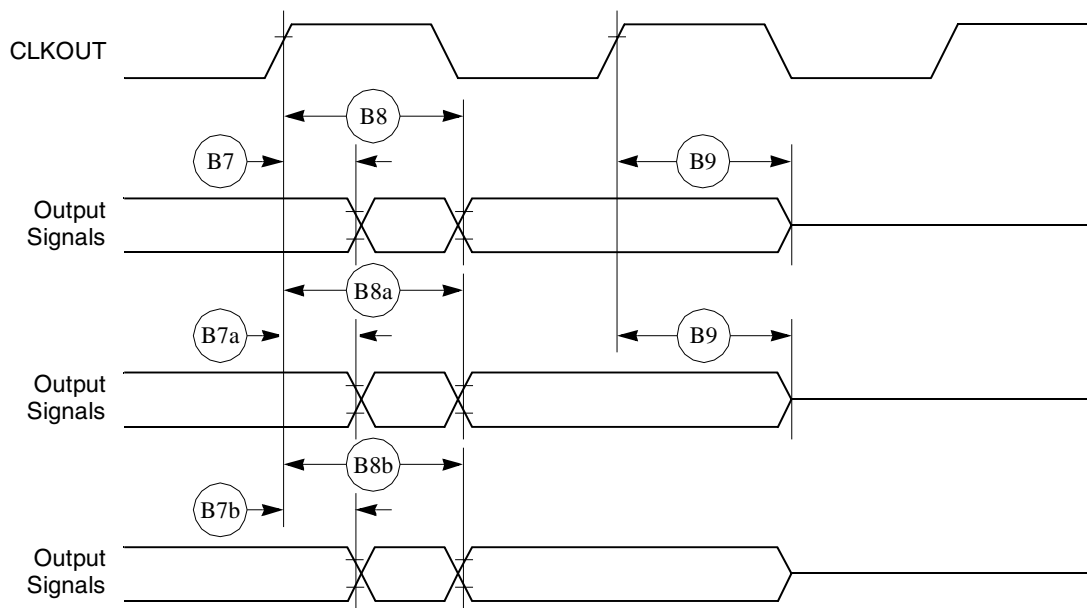 CLKOUT
B8
B7
B9
Output
Signals
B8a
B7a
B9
Output
Signals
B8b
B7b
Output
Signals